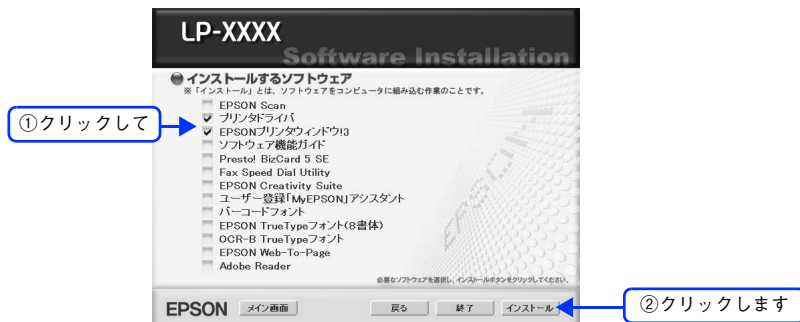 LP-XXXX
Software Installation
インストールするソフトウェア
※「インストール」とは、ソフトウェアをコンピュータに組み込む作業のことです。
EPSON Scan
①クリックして
プリンタドライバ
EPSONプリンタウィンドウ!3
ソフトウェア機能ガイド
Presto! BizCard 5 SE
Fax Speed Dial Utility
EPSON Creativity Suite
ユーザー登録「MyEPSON」アシスタント
バーコードフォント
EPSON TrueTypeフォント(8書体)
OCR-B TrueTypeフォント
EPSON Web-To-Page
Adobe Reader
EPSON
必要なソフトウェアを選択し、インストールボタンをクリックしてください。
EPSON メイン画面 戻る 終了 インストール
②クリックします